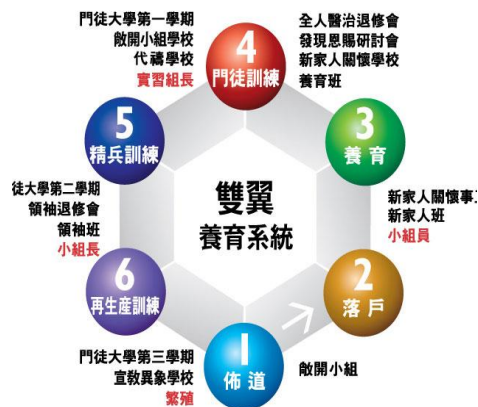 門徒大學第一學期
敞開小組學校
代禱學校
實習組長
4
門徒訓練
全人醫治退修會
發現恩賜研討會
新家人關懷學校
養育班
5
精兵訓練
3
養育
雙翼
養育系統
徒大學第二學期
領袖退修會
領袖班
小組長
新家人關懷事
新家人班
小組員
6
再生產訓練
2
落戶
門徒大學第三學期
宣教異象學校
繁殖
1
佈道
敞開小組